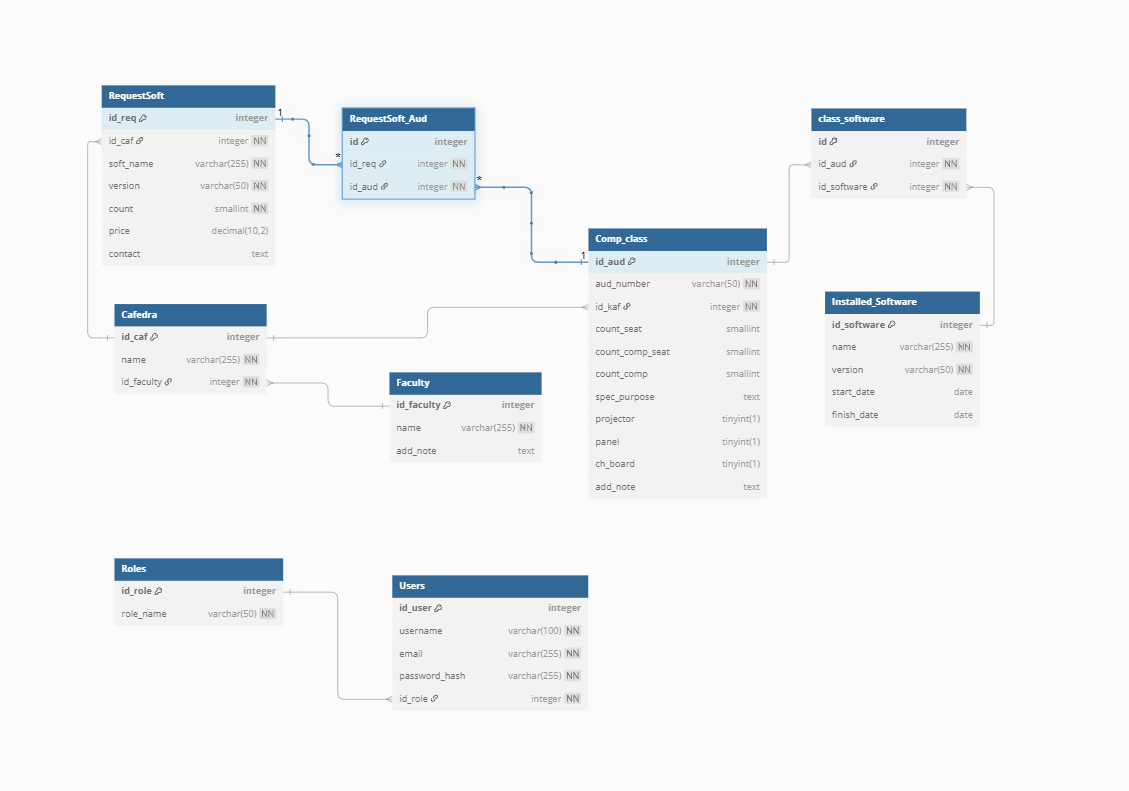 RequestSoft
id_req integer
id_caf integer NN
soft_name varchar(255) NN
version varchar(50) NN
count smallint NN
price decimal(10,2)
contact text
1
*
RequestSoft_Aud
id integer
id_req integer NN
id_aud integer NN
*
1
class_software
id integer
id_aud integer NN
id_software integer NN
Comp_class
id_aud integer
aud_number varchar(50) NN
id_kaf integer NN
count_seat smallint
count_comp_seat smallint
count_comp smallint
spec_purpose text
projector tinyint(1)
panel tinyint(1)
ch_board tinyint(1)
add_note text
Installed_Software
id_software integer
name varchar(255) NN
version varchar(50) NN
start_date date
finish_date date
Cafedra
id_caf integer
name varchar(255) NN
id_faculty integer NN
Faculty
id_faculty integer
name varchar(255) NN
add_note text
Roles
id_role integer
role_name varchar(50) NN
Users
id_user integer
username varchar(100) NN
email varchar(255) NN
password_hash varchar(255) NN
id_role integer NN